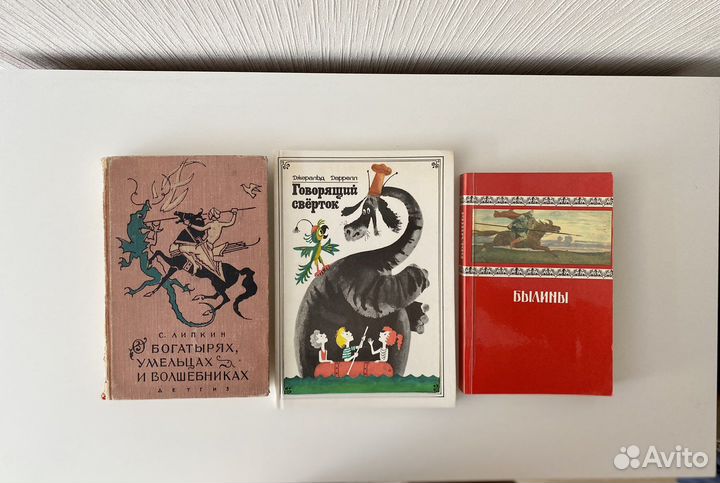 С. ЛИПКИН
О БОГАТЫРЯХ,
УМЕЛЬЦАХ
И ВОЛШЕБНИКАХ
ДЕТГИЗ
Джеральд Даррелл
Говорящий
свёрток
БЫЛИНЫ
Avito